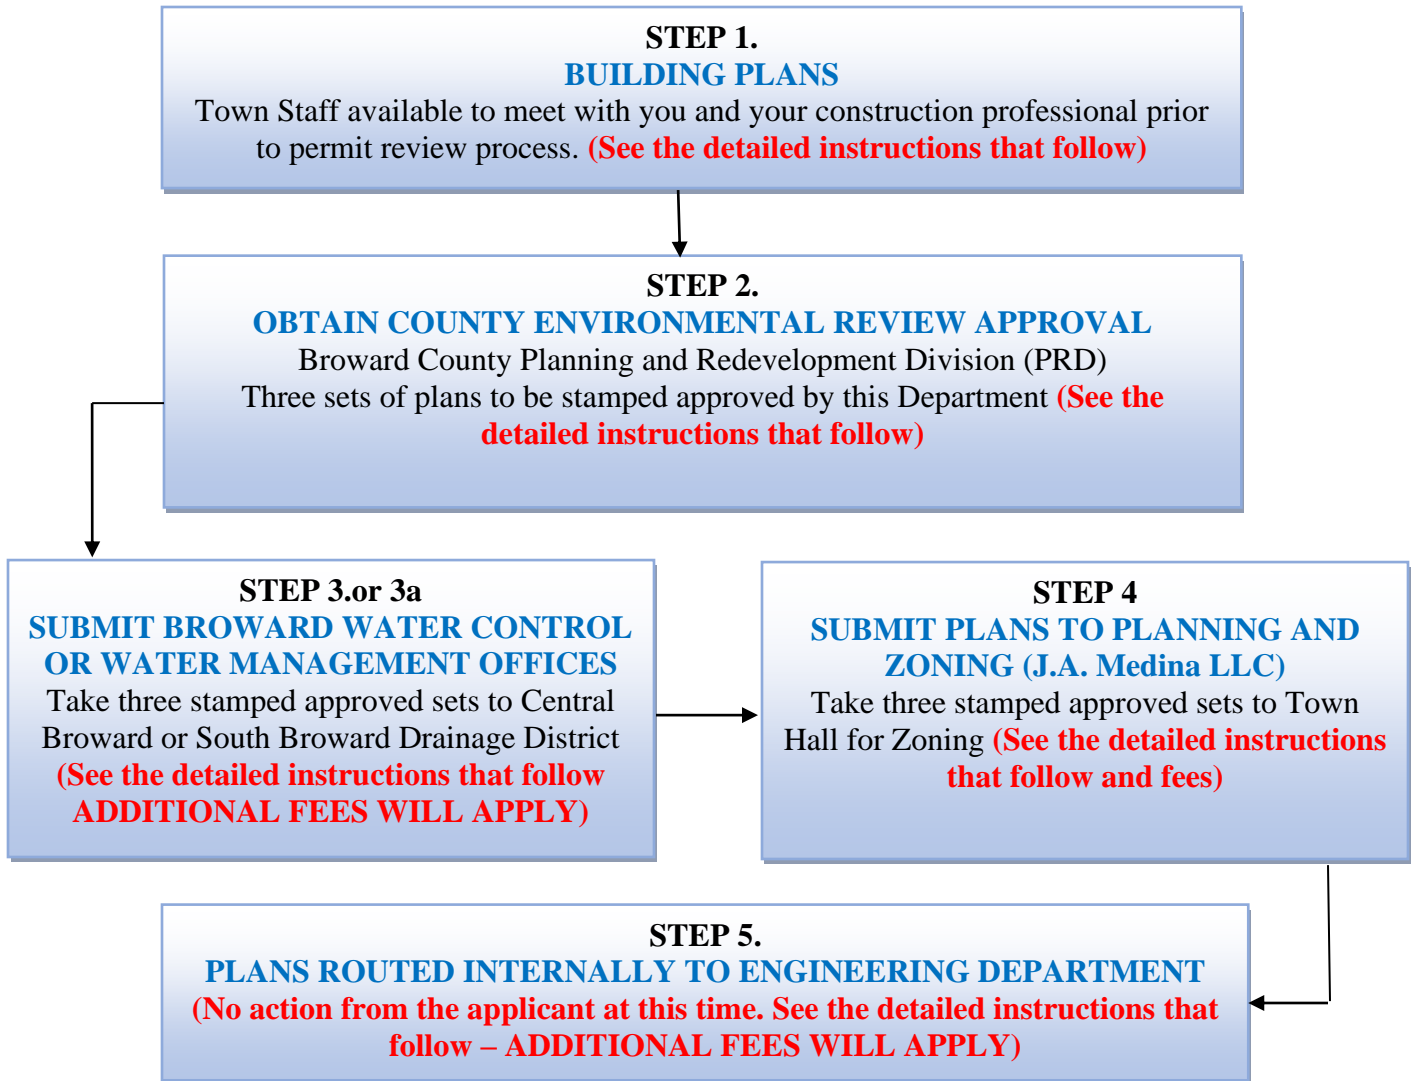 STEP 1.
BUILDING PLANS
Town Staff available to meet with you and your construction professional prior
to permit review process. (See the detailed instructions that follow)
STEP 2.
OBTAIN COUNTY ENVIRONMENTAL REVIEW APPROVAL
Broward County Planning and Redevelopment Division (PRD)
Three sets of plans to be stamped approved by this Department (See the
detailed instructions that follow)
STEP 3.or 3a
SUBMIT BROWARD WATER CONTROL
OR WATER MANAGEMENT OFFICES
Take three stamped approved sets to Central
Broward or South Broward Drainage District
(See the detailed instructions that follow
ADDITIONAL FEES WILL APPLY)
STEP 4
SUBMIT PLANS TO PLANNING AND
ZONING (J.A. Medina LLC)
Take three stamped approved sets to Town
Hall for Zoning (See the detailed instructions
that follow and fees)
STEP 5.
PLANS ROUTED INTERNALLY TO ENGINEERING DEPARTMENT
(No action from the applicant at this time. See the detailed instructions that
follow – ADDITIONAL FEES WILL APPLY)